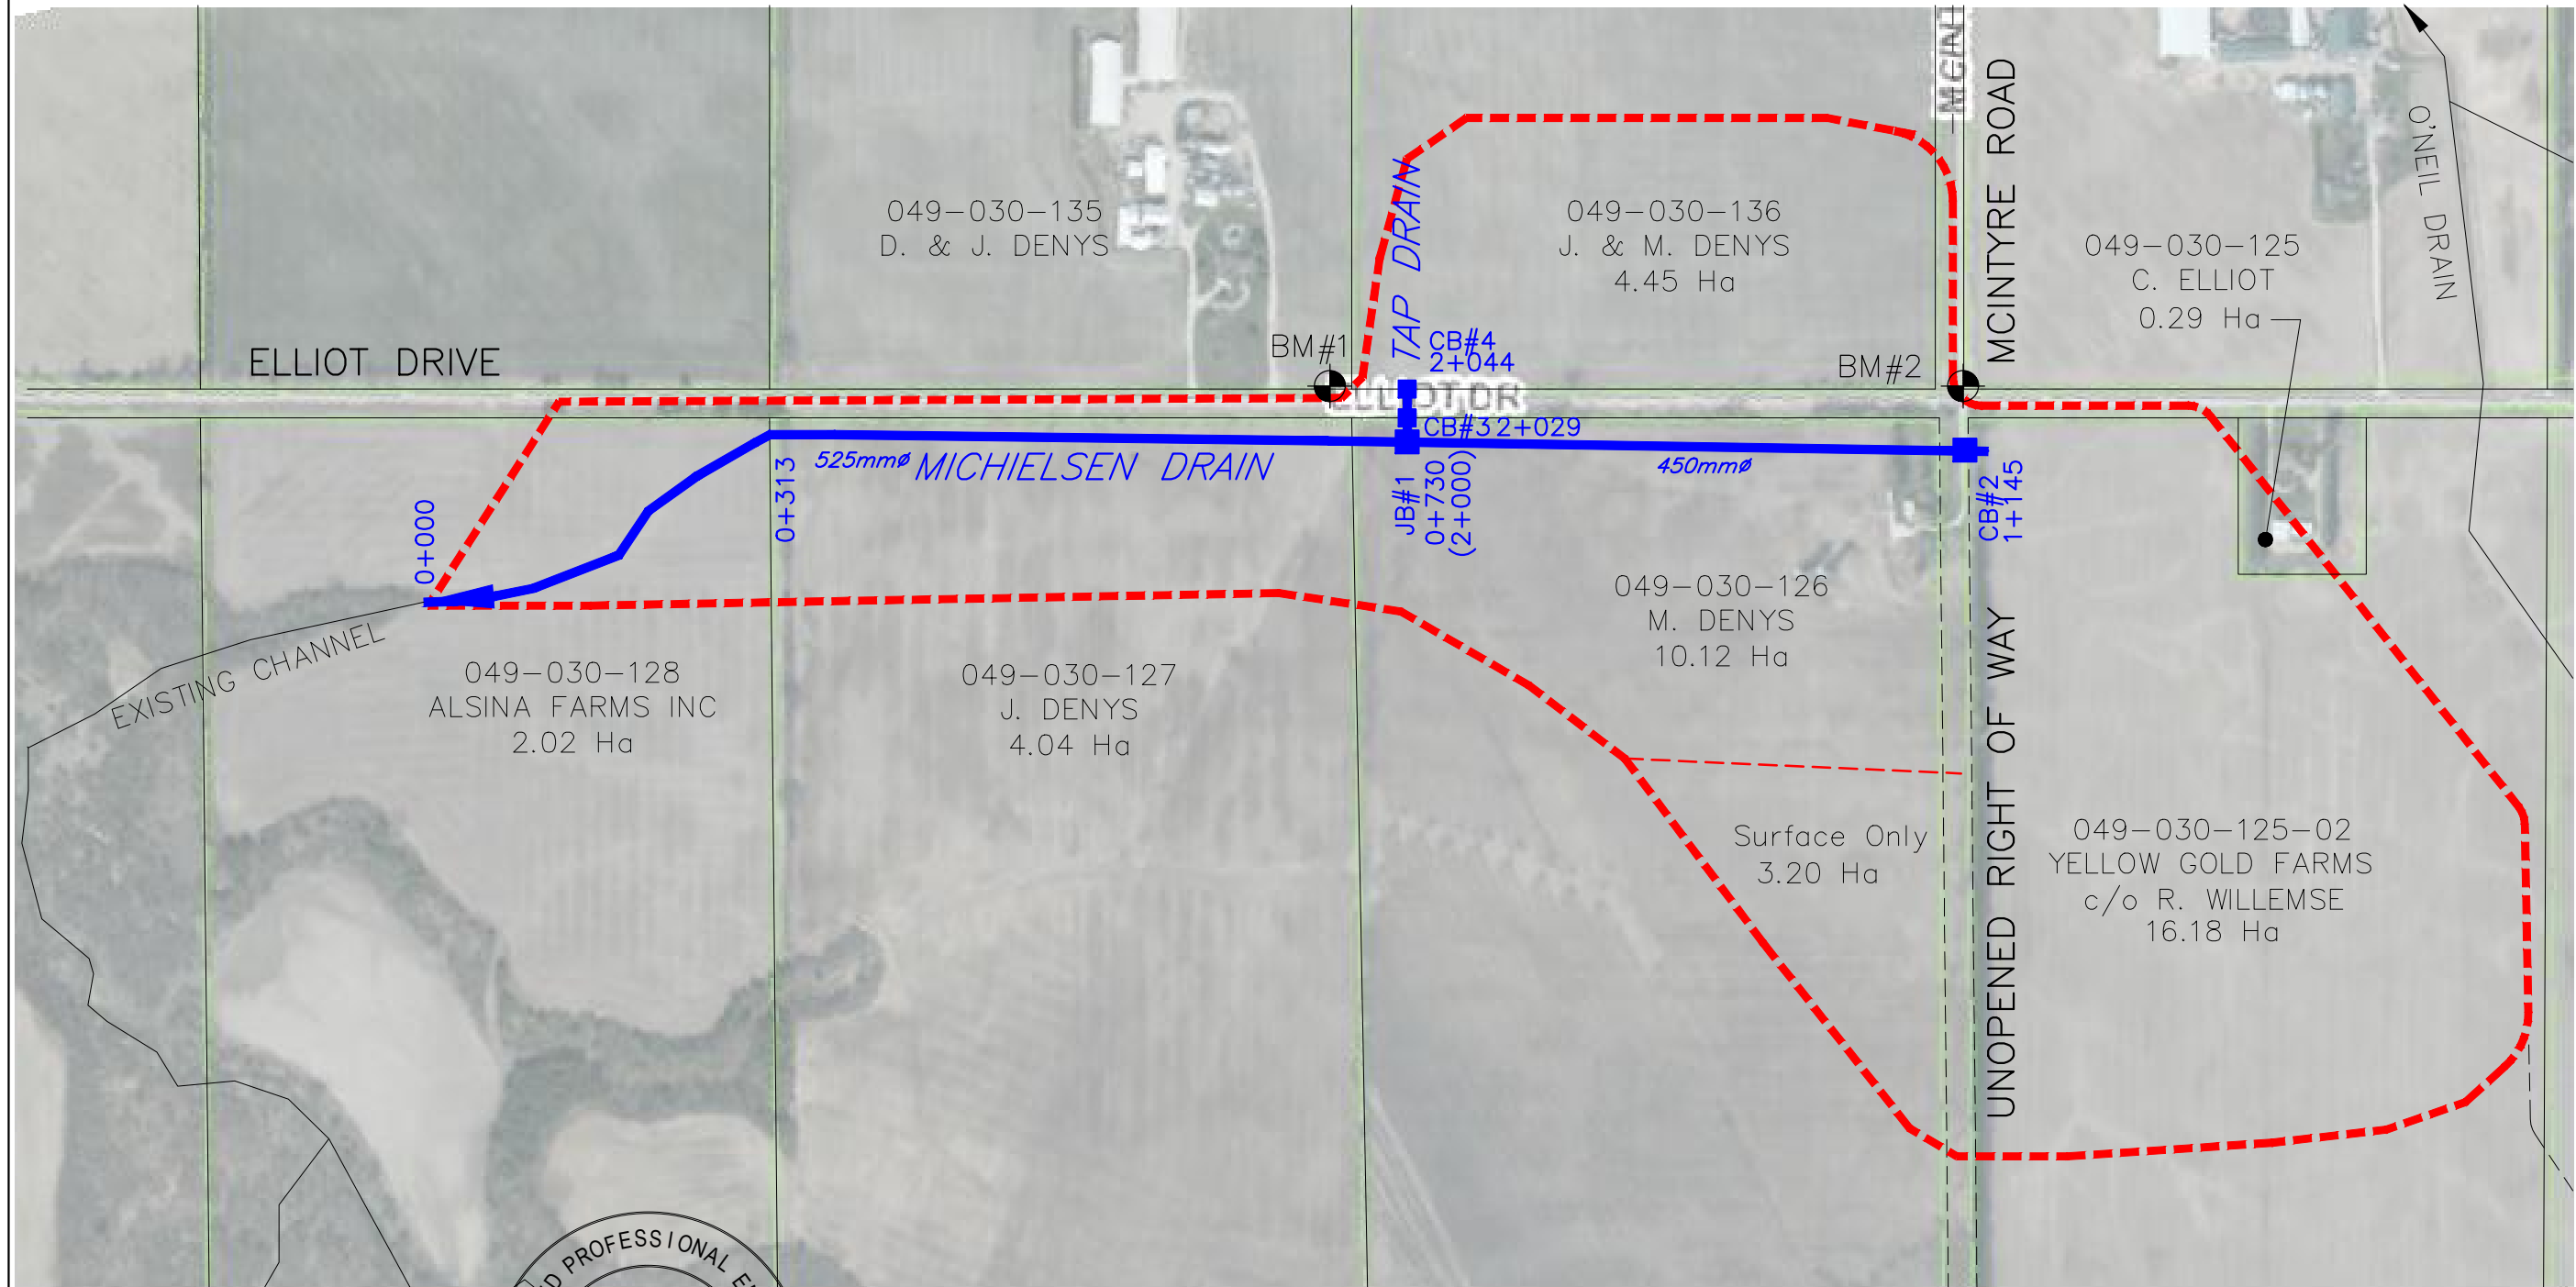 MCIN
MCINTYRE ROAD
O'NEIL DRAIN
049-030-135
D. & J. DENYS
TAP DRAIN
049-030-136
J. & M. DENYS
4.45 Ha
049-030-125
C. ELLIOT
0.29 Ha
ELLIOT DRIVE
BM#1
CB#4
2+044
BM#2
ELLIOT DR
CB#3 2+029
0+000
0+313
525mmø
MICHIELSEN DRAIN
JB#1
0+730
(2+000)
450mmø
CB#2
1+145
EXISTING CHANNEL
049-030-128
ALSINA FARMS INC
2.02 Ha
049-030-127
J. DENYS
4.04 Ha
049-030-126
M. DENYS
10.12 Ha
UNOPENED RIGHT OF WAY
Surface Only
3.20 Ha
049-030-125-02
YELLOW GOLD FARMS
c/o R. WILLEMSE
16.18 Ha
D PROFESSIONAL E